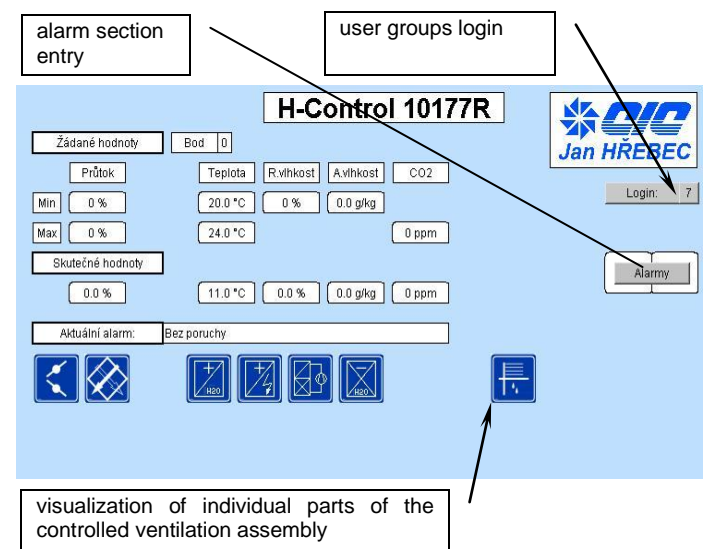 alarm section
entry
user groups login
H-Control 10177R
CIC
Jan HŘEBEC
Žádané hodnoty
Bod 0
Průtok Teplota R.vlhkost A.vlhkost CO2
Login: 7
Min 0 % 20.0 °C 0 % 0.0 g/kg
Max 0 % 24.0 °C 0 ppm
Skutečné hodnoty
Alarmy
0.0 % 11.0 °C 0.0 % 0.0 g/kg 0 ppm
Aktuální alarm: Bez poruchy
H2O
H2O
visualization of individual parts of the
controlled ventilation assembly